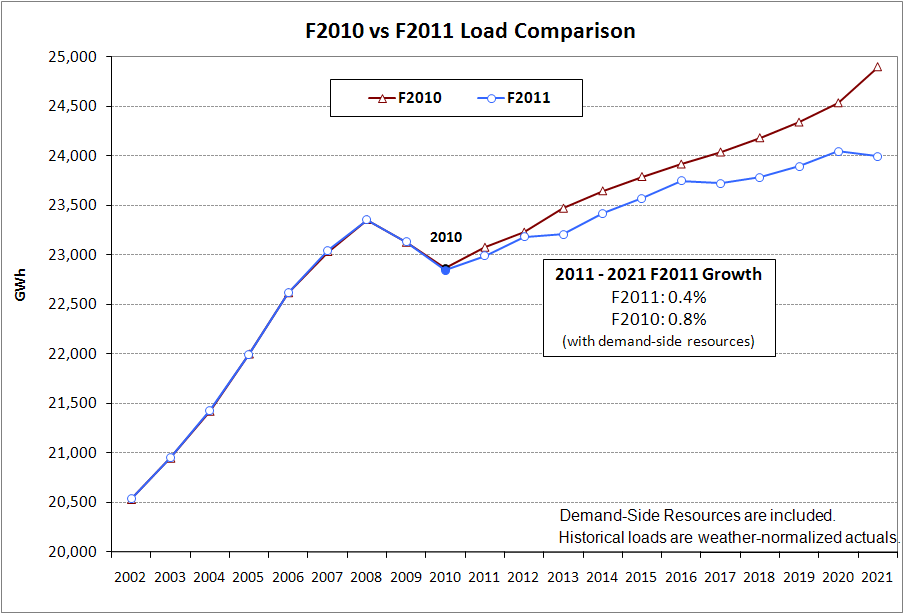 F2010 vs F2011 Load Comparison
25,000
24,500
24,000
23,500
23,000
22,500
22,000
21,500
21,000
20,500
20,000
GWh
F2010 F2011
2010
2011 - 2021 F2011 Growth
F2011: 0.4%
F2010: 0.8%
(with demand-side resources)
Demand-Side Resources are included.
Historical loads are weather-normalized actuals.
2002 2003 2004 2005 2006 2007 2008 2009 2010 2011 2012 2013 2014 2015 2016 2017 2018 2019 2020 2021